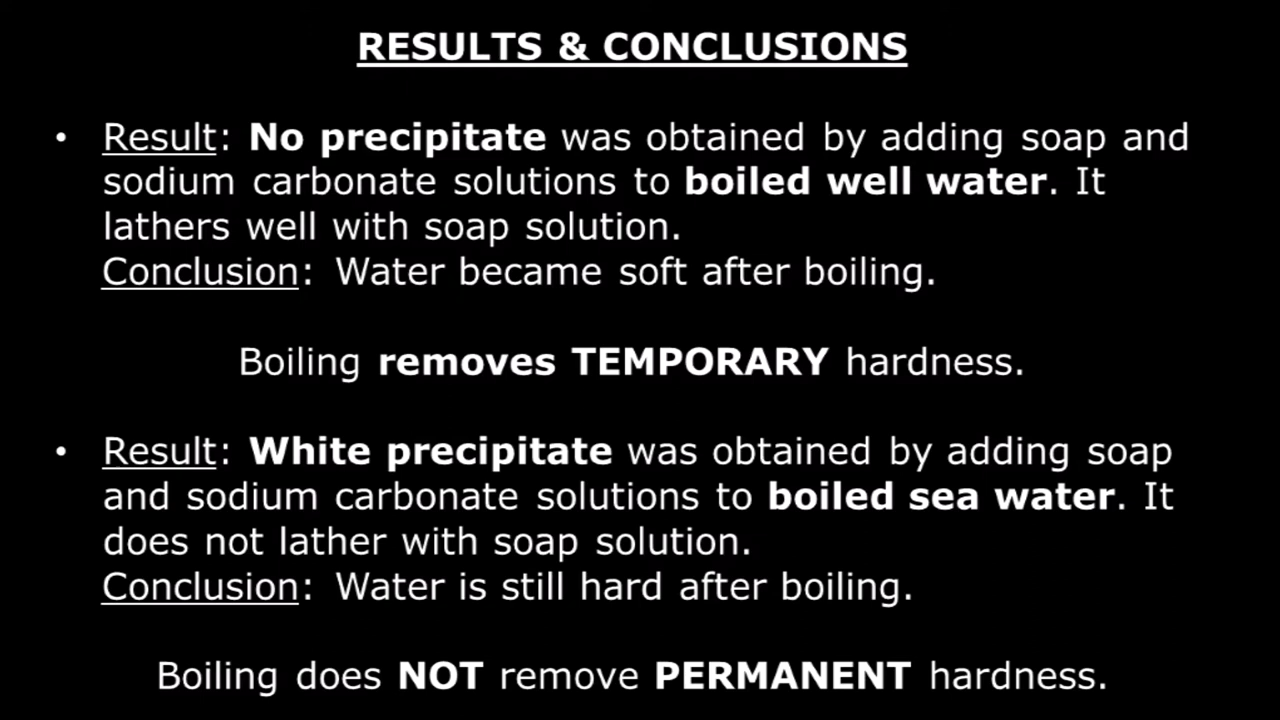 RESULTS & CONCLUSIONS
• Result: No precipitate was obtained by adding soap and
sodium carbonate solutions to boiled well water. It
lathers well with soap solution.
Conclusion: Water became soft after boiling.
Boiling removes TEMPORARY hardness.
• Result: White precipitate was obtained by adding soap
and sodium carbonate solutions to boiled sea water. It
does not lather with soap solution.
Conclusion: Water is still hard after boiling.
Boiling does NOT remove PERMANENT hardness.